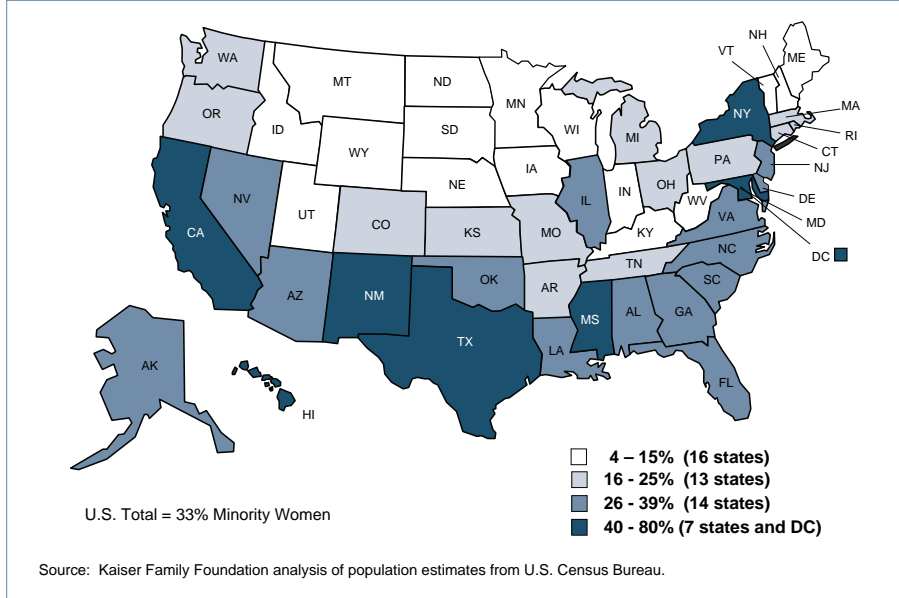 NH
VT
ME
WA
MT
ND
MN
OR
ID
SD
WI
MI
NY
MA
RI
CT
NJ
WY
IA
PA
NE
NV
UT
CO
IL
IN
OH
WV
DE
MD
VA
DC
CA
KS
MO
KY
NC
TN
AZ
NM
OK
AR
SC
MS
AL
GA
TX
LA
FL
AK
HI
4 – 15% (16 states)
16 - 25% (13 states)
26 - 39% (14 states)
40 - 80% (7 states and DC)
U.S. Total = 33% Minority Women
Source: Kaiser Family Foundation analysis of population estimates from U.S. Census Bureau.